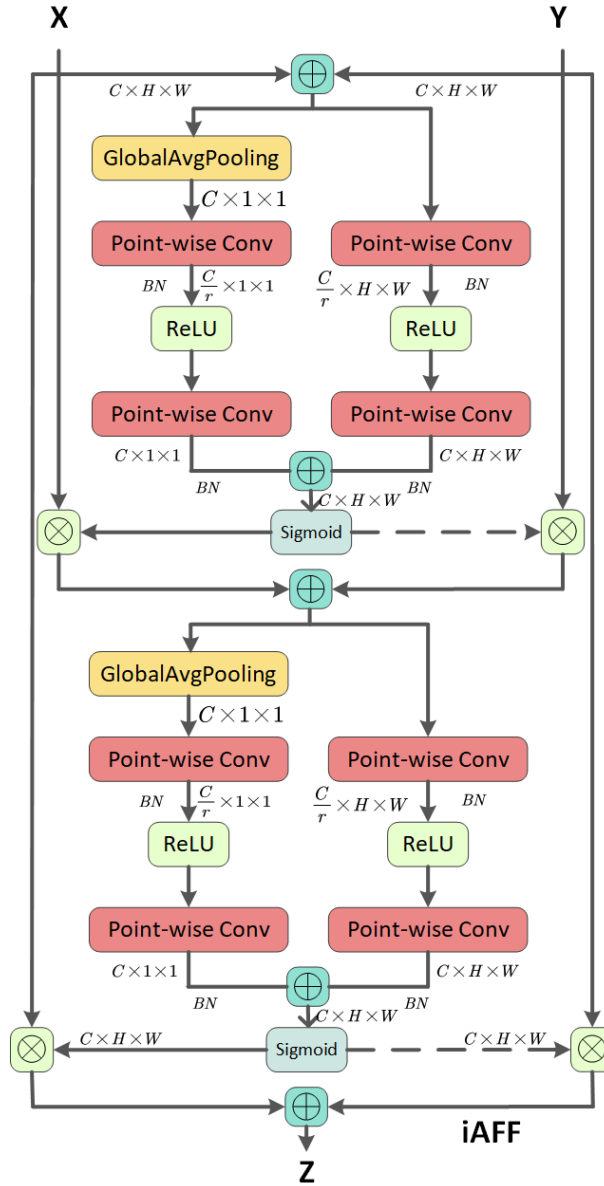 X Y
C × H × W C × H × W
GlobalAvgPooling
C × 1 × 1
Point-wise Conv Point-wise Conv
BN C/r × 1 × 1 C/r × H × W BN
ReLU ReLU
Point-wise Conv Point-wise Conv
C × 1 × 1 C × H × W
BN BN
C × H × W
Sigmoid
GlobalAvgPooling
C × 1 × 1
Point-wise Conv Point-wise Conv
BN C/r × 1 × 1 C/r × H × W BN
ReLU ReLU
Point-wise Conv Point-wise Conv
C × 1 × 1 C × H × W
BN BN
C × H × W
C × H × W C × H × W
Sigmoid
iAFF
Z